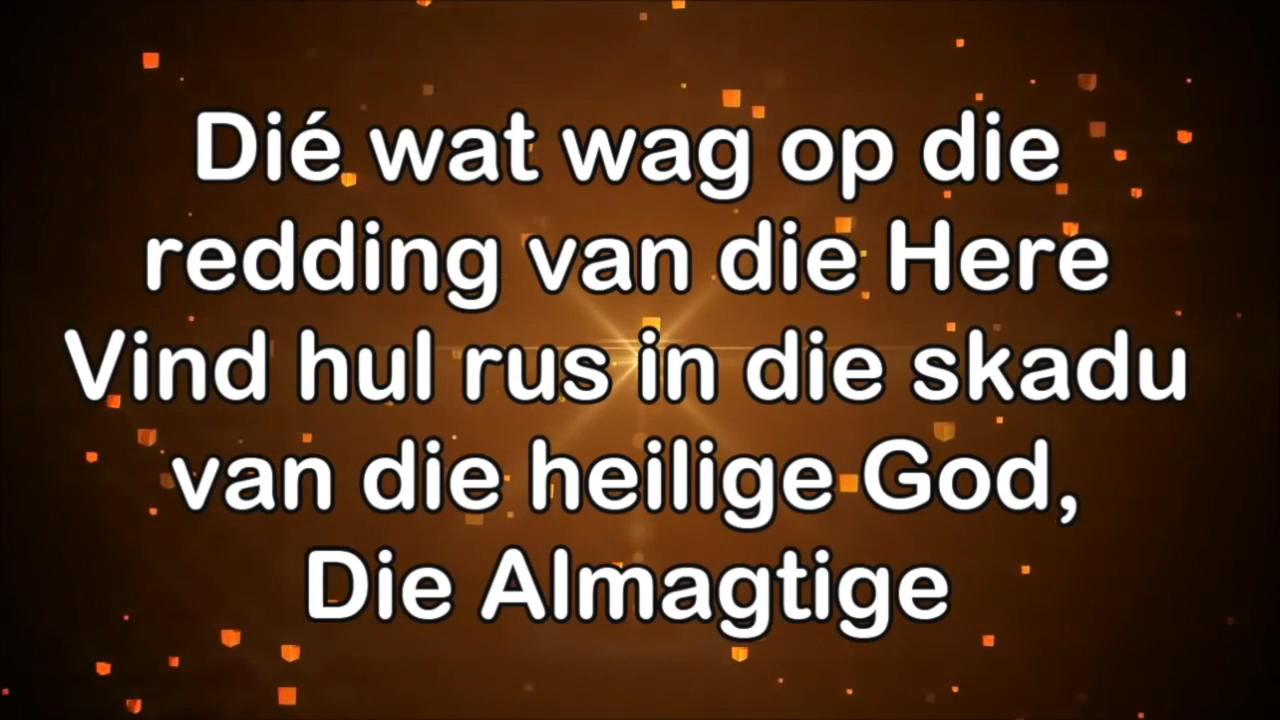 Dié wat wag op die
redding van die Here
Vind hul rus in die skadu
van die heilige God,
Die Almagtige